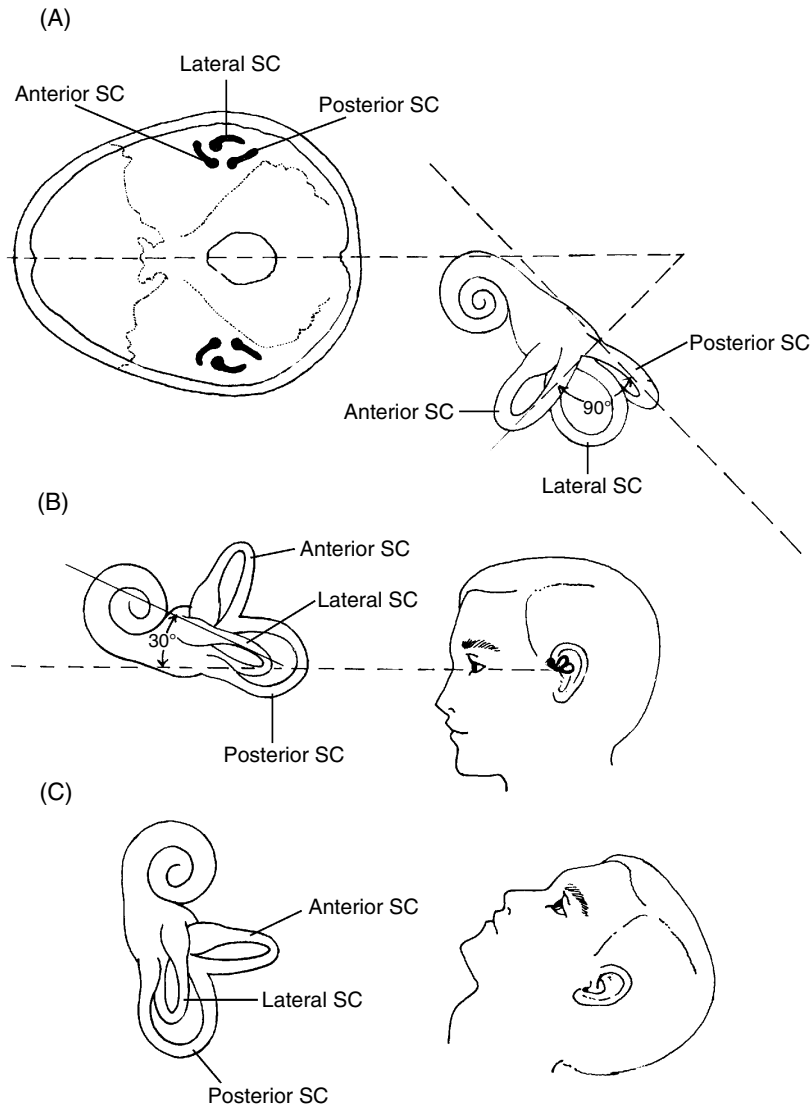 (A)
Lateral SC
Anterior SC
Posterior SC
Posterior SC
Anterior SC
90°
Lateral SC
(B)
Anterior SC
Lateral SC
30°
Posterior SC
(C)
Anterior SC
Lateral SC
Posterior SC